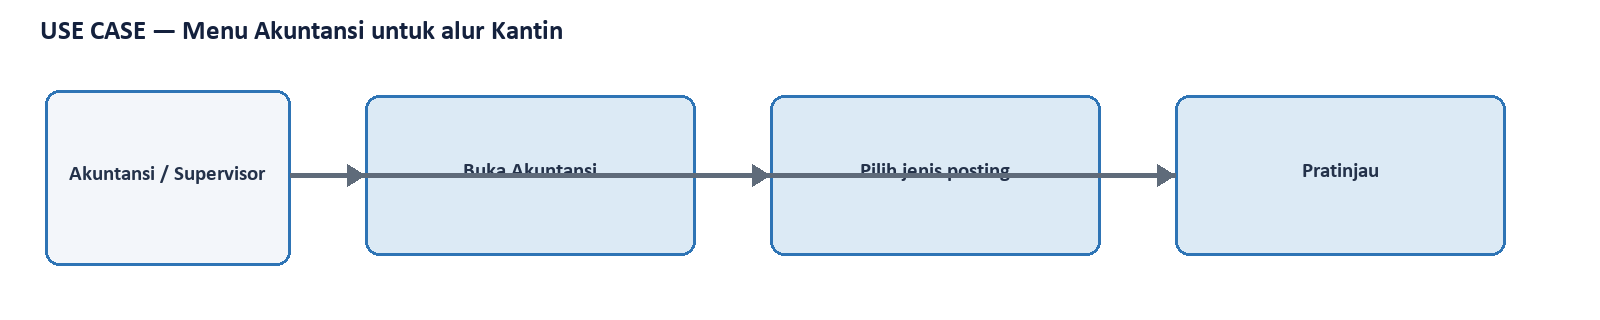 USE CASE — Menu Akuntansi untuk alur Kantin
Akuntansi / Supervisor
Buka Akuntansi
Pilih jenis posting
Pratinjau